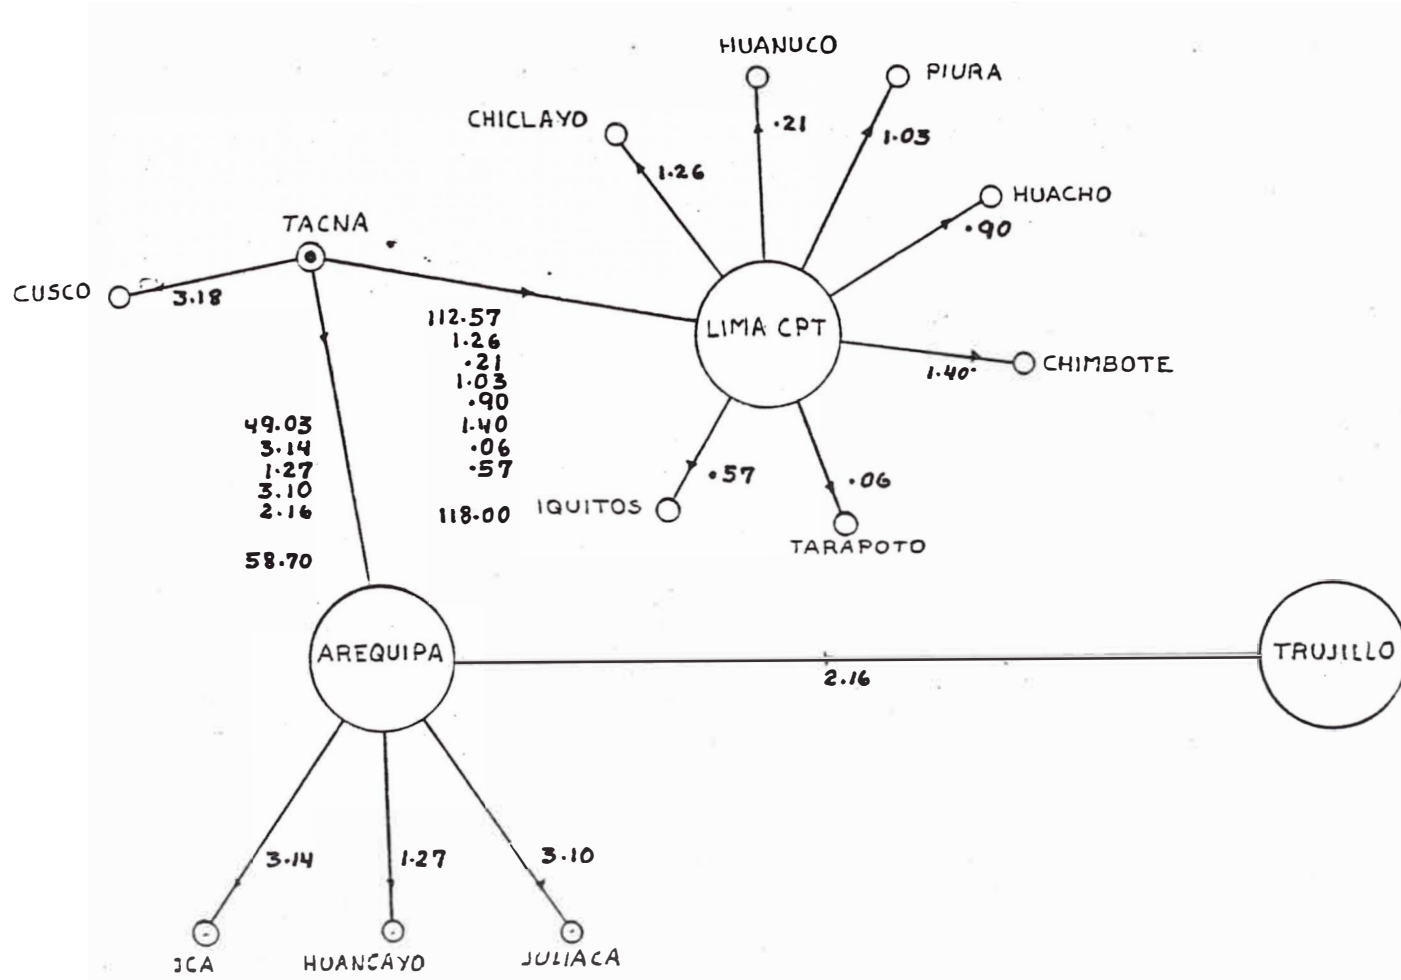 HUANUCO
PIURA
CHICLAYO
.21
1.03
1.26
HUACHO
.90
TACNA
CUSCO
3.18
112.57
1.26
.21
1.03
.90
1.40
.06
.57
118.00
LIMA CPT
CHIMBOTE
1.40
49.03
3.14
1.27
3.10
2.16
58.70
.57
.06
IQUITOS
TARAPOTO
AREQUIPA
TRUJILLO
2.16
3.14
1.27
3.10
ICA
HUANCAYO
JULIACA